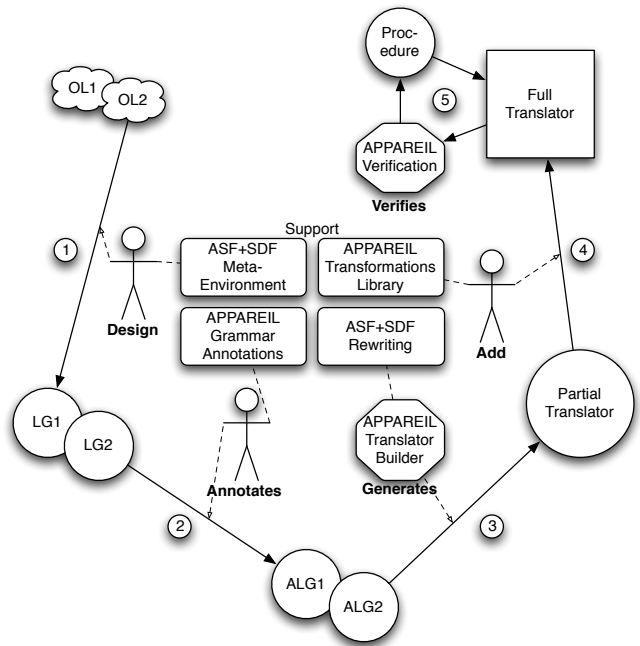 Proc-
edure
OL1
OL2
5
Full
Translator
APPAREIL
Verification
Verifies
1
Support
4
ASF+SDF
Meta-
Environment
APPAREIL
Transformations
Library
Design
APPAREIL
Grammar
Annotations
ASF+SDF
Rewriting
Add
LG1
LG2
APPAREIL
Translator
Builder
Partial
Translator
Annotates
Generates
2
3
ALG1
ALG2